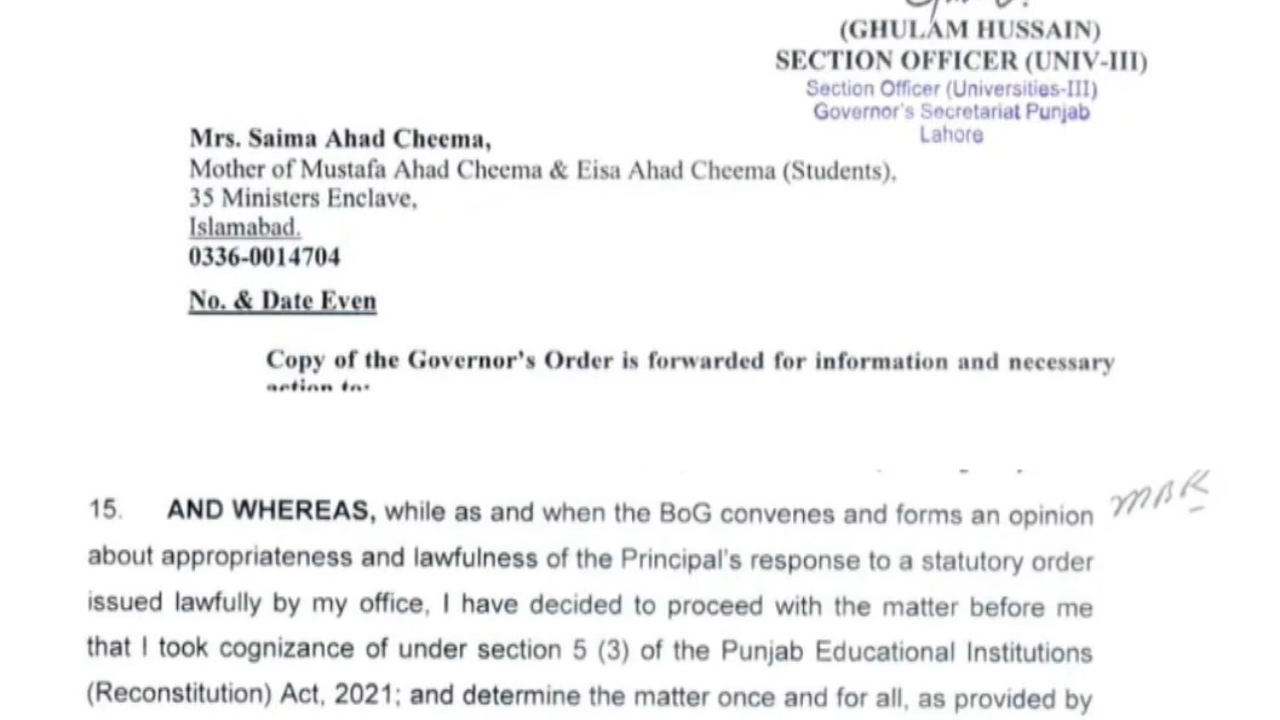 (GHULAM HUSSAIN)
SECTION OFFICER (UNIV-III)
Section Officer (Universities-III)
Governor's Secretariat Punjab
Lahore
Mrs. Saima Ahad Cheema,
Mother of Mustafa Ahad Cheema & Eisa Ahad Cheema (Students),
35 Ministers Enclave,
Islamabad.
0336-0014704
No. & Date Even
Copy of the Governor's Order is forwarded for information and necessary
action to:
MBR
15. AND WHEREAS, while as and when the BoG convenes and forms an opinion
about appropriateness and lawfulness of the Principal's response to a statutory order
issued lawfully by my office, I have decided to proceed with the matter before me
that I took cognizance of under section 5 (3) of the Punjab Educational Institutions
(Reconstitution) Act, 2021; and determine the matter once and for all, as provided by